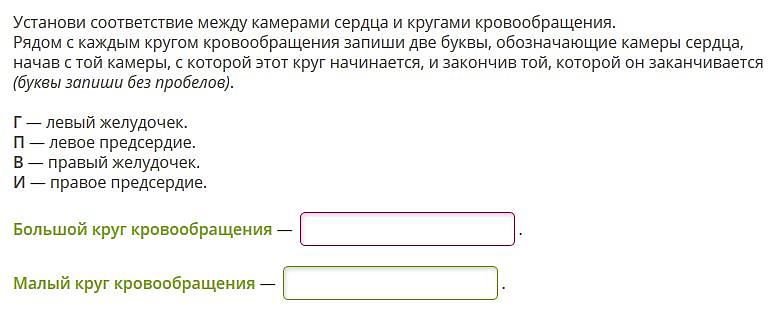 Установи соответствие между камерами сердца и кругами кровообращения.
Рядом с каждым кругом кровообращения запиши две буквы, обозначающие камеры сердца,
начав с той камеры, с которой этот круг начинается, и закончив той, которой он заканчивается
(буквы запиши без пробелов).
Г — левый желудочек.
П — левое предсердие.
В — правый желудочек.
И — правое предсердие.
Большой круг кровообращения — .
Малый круг кровообращения — .